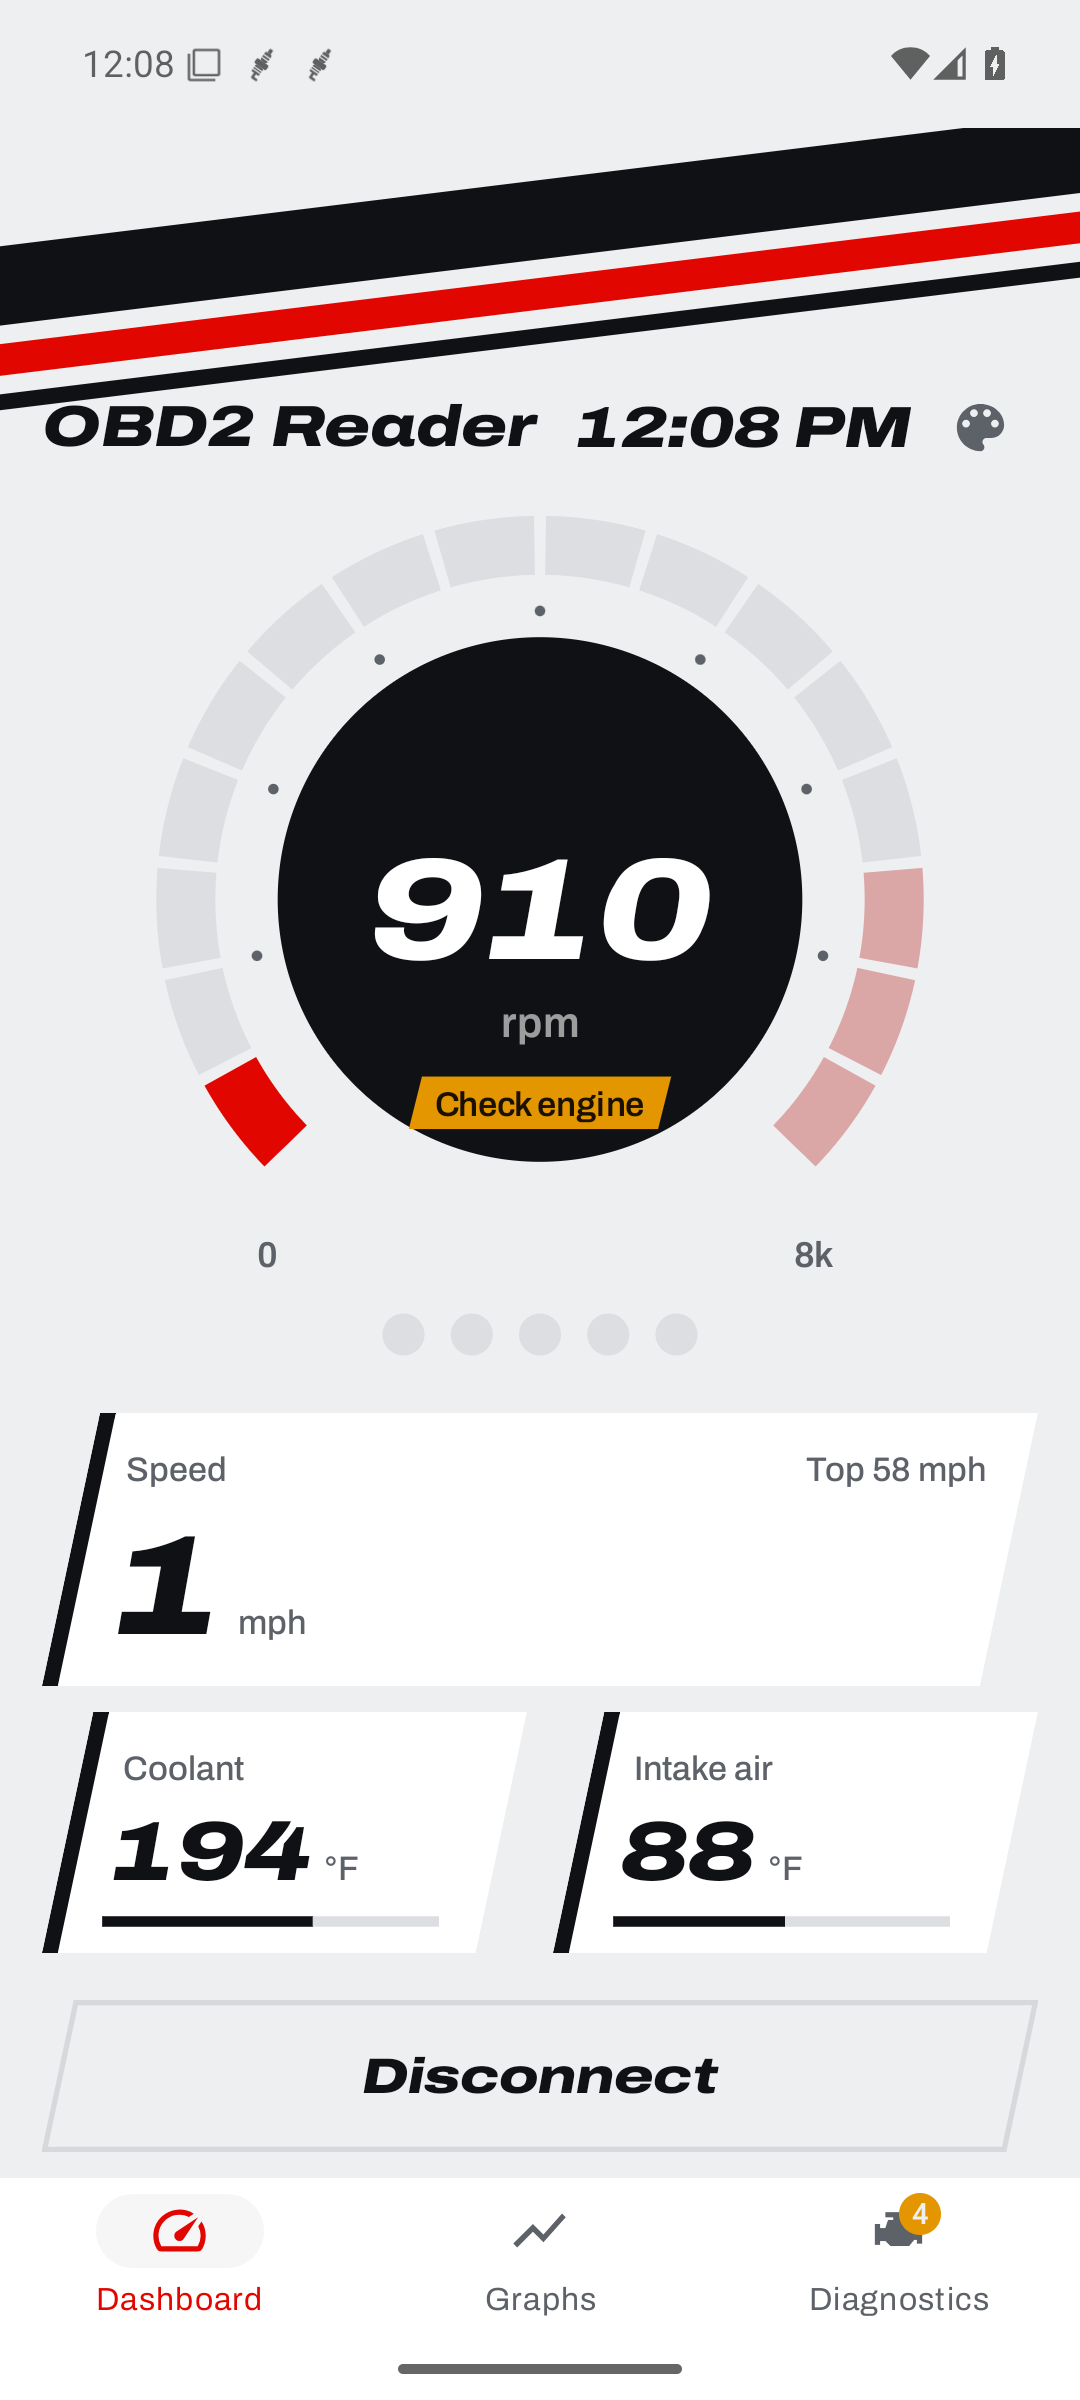 12:08
OBD2 Reader 12:08 PM
910
rpm
Check engine
0 8k
Speed Top 58 mph
1 mph
Coolant Intake air
194 °F 88 °F
Disconnect
4
Dashboard Graphs Diagnostics